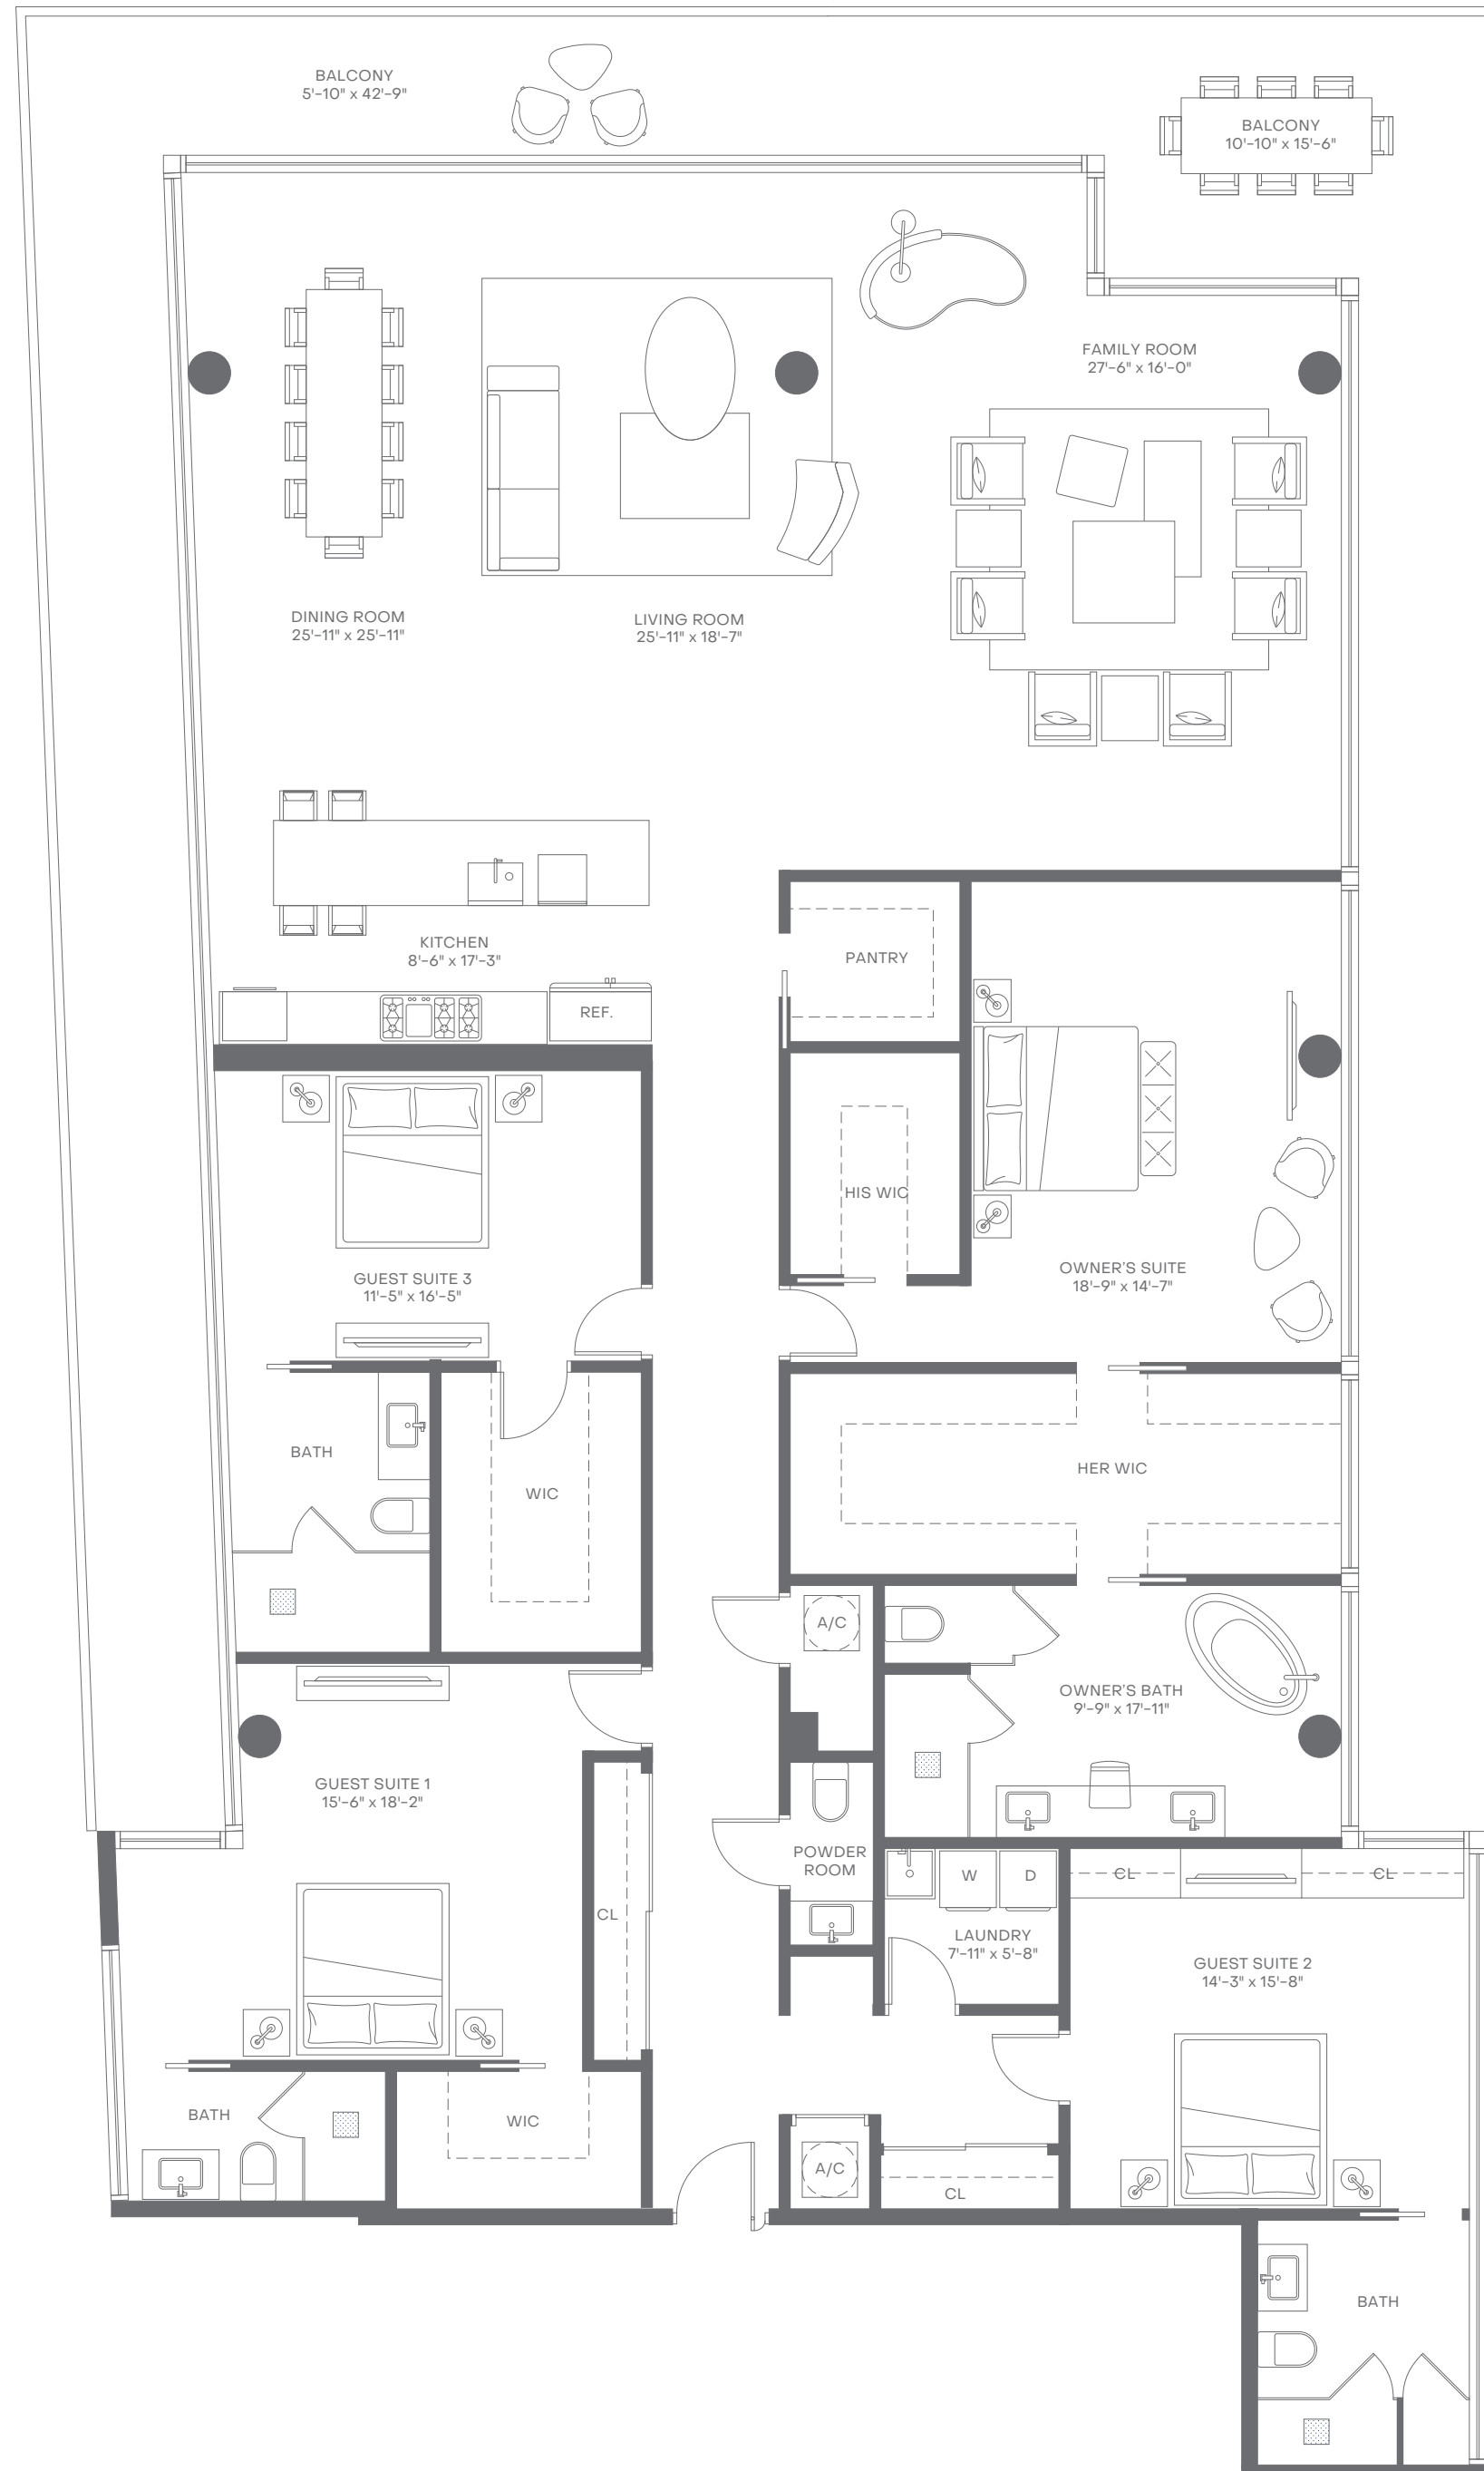 BALCONY
5'-10" x 42'-9"
BALCONY
10'-10" x 15'-6"
FAMILY ROOM
27'-6" x 16'-0"
DINING ROOM
25'-11" x 25'-11"
LIVING ROOM
25'-11" x 18'-7"
KITCHEN
8'-6" x 17'-3"
PANTRY
REF.
HIS WIC
OWNER'S SUITE
18'-9" x 14'-7"
GUEST SUITE 3
11'-5" x 16'-5"
BATH
WIC
HER WIC
A/C
OWNER'S BATH
9'-9" x 17'-11"
GUEST SUITE 1
15'-6" x 18'-2"
POWDER
ROOM
W
D
CL
CL
CL
LAUNDRY
7'-11" x 5'-8"
GUEST SUITE 2
14'-3" x 15'-8"
BATH
WIC
A/C
CL
BATH